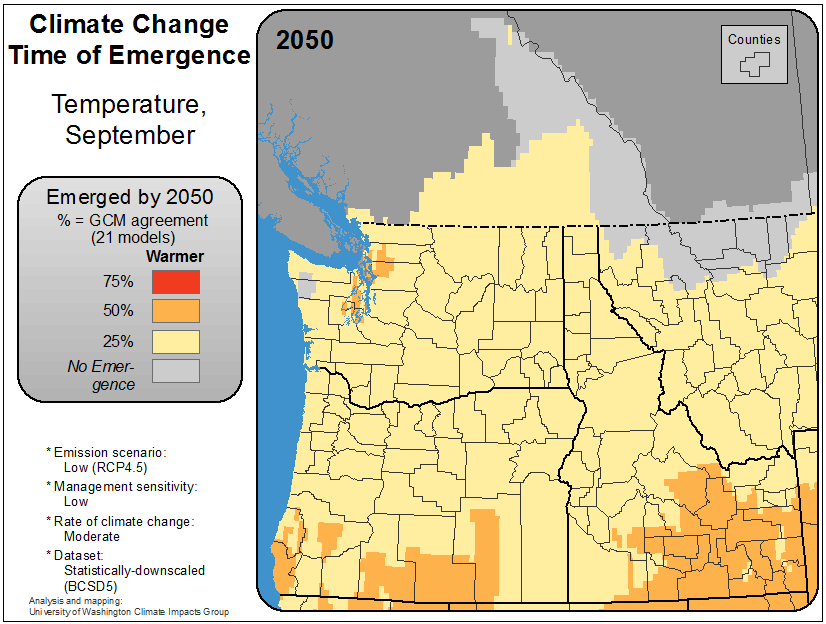 Climate Change
Time of Emergence
Temperature,
September
Emerged by 2050
% = GCM agreement
(21 models)
Warmer
75%
50%
25%
No Emer-
gence
* Emission scenario:
Low (RCP4.5)
* Management sensitivity:
Low
* Rate of climate change:
Moderate
* Dataset:
Statistically-downscaled
(BCSD5)
Analysis and mapping:
University of Washington Climate Impacts Group
2050
Counties